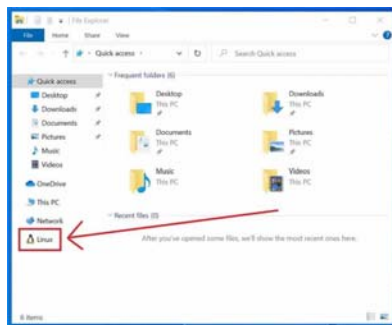 File Explorer
File Home Share View
Quick access
Search Quick access
Quick access
Desktop
Downloads
Documents
Pictures
Music
Videos
OneDrive
This PC
Network
Linux
Frequent folders (6)
Desktop
This PC
Downloads
This PC
Documents
This PC
Pictures
This PC
Music
This PC
Videos
This PC
Recent files (0)
After you've opened some files, we'll show the most recent ones here.
6 items